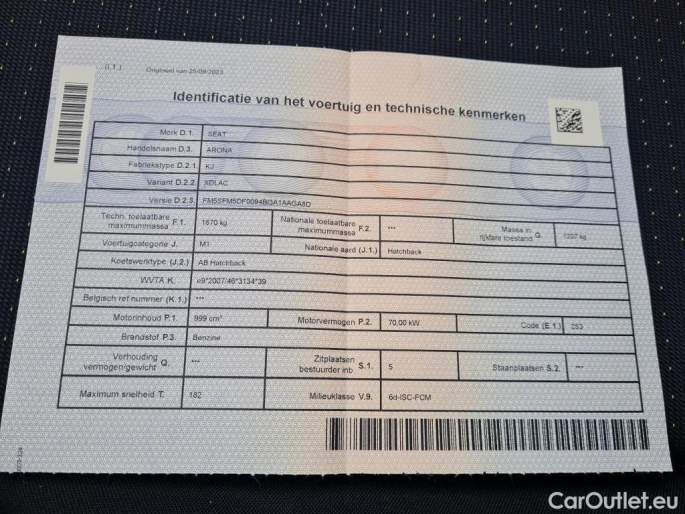 (I.1.) Ongeveer van 25/09/2023
Identificatie van het voertuig en technische kenmerken
Merk D.1. SEAT
Handelsnaam D.3. ARONA
Fabriekstype D.2.1. KJ
Variant D.2.2. XDLAC
Versie D.2.3.
Techn. toelaatbare maximummassa F.1. 1670 kg Nationale toelaatbare maximummassa F.2. *** Massa in rijklare toestand G. 1207 kg
Voertuigcategorie J. M1 Nationale aard (J.1.) Hatchback
Koetswerktype (J.2.) AB Hatchback
WVTA K. e9*2007/46*3134*39
Belgisch ref.nummer (K.1.) ***
Motorinhoud P.1. 999 cm³ Motorvermogen P.2. 70,00 kW Code (E.1.) 253
Brandstof P.3. Benzine
Verhouding vermogen/gewicht Q. *** Zitplaatsen bestuurder inb. S.1. 5 Staanplaatsen S.2. ***
Maximum snelheid T. 182 Milieuklasse V.9. 6d-ISC-FCM
CarOutlet.eu